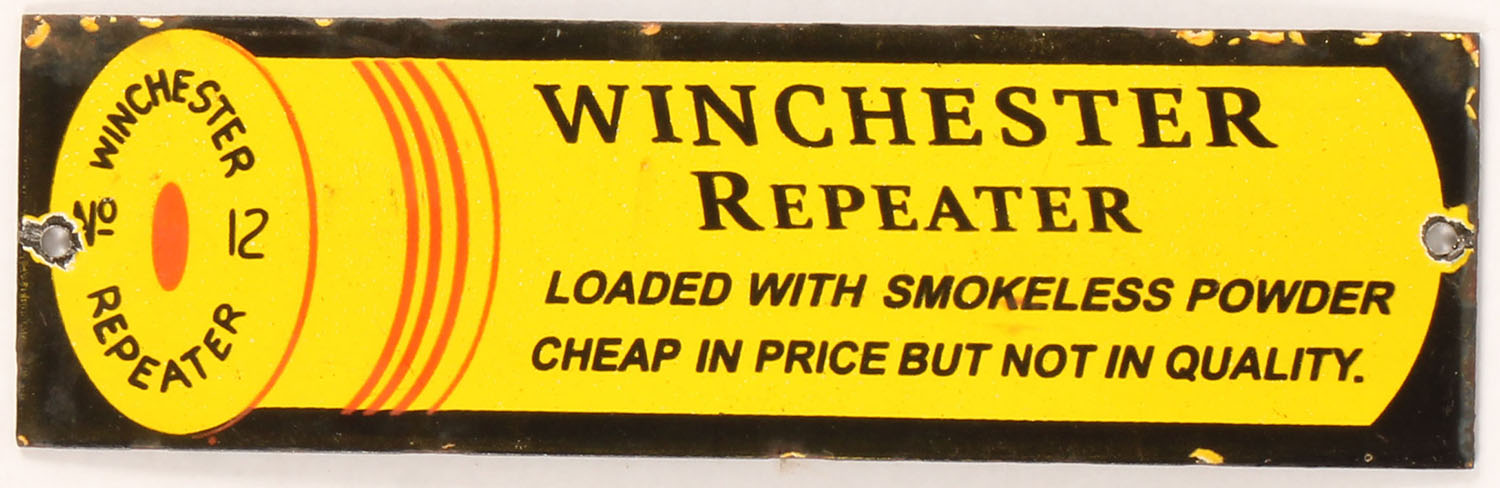 WINCHESTER
No
12
REPEATER
WINCHESTER
REPEATER
LOADED WITH SMOKELESS POWDER
CHEAP IN PRICE BUT NOT IN QUALITY.